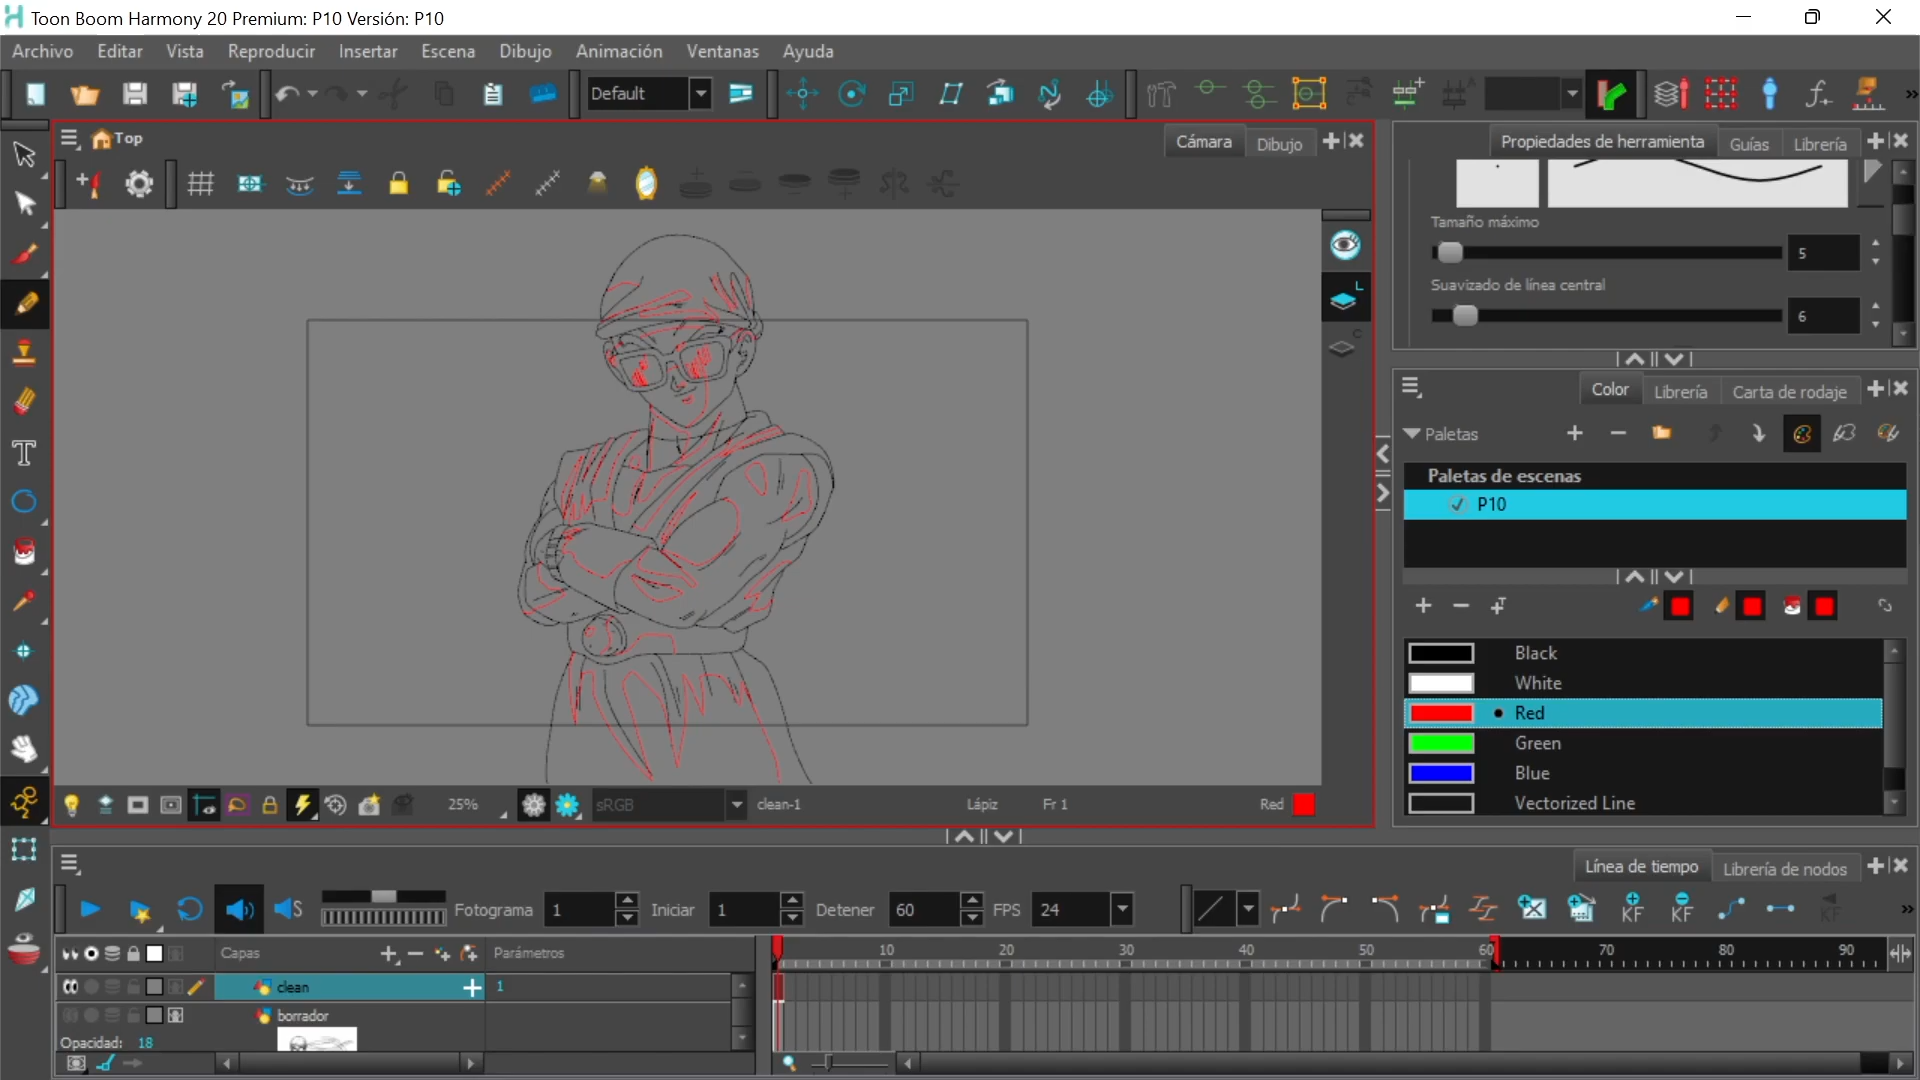 Toon Boom Harmony 20 Premium: P10 Versión: P10
Archivo Editar Vista Reproducir Insertar Escena Dibujo Animación Ventanas Ayuda
Default
Top
Cámara Dibujo
Propiedades de herramienta Guías Librería
Tamaño máximo
5
Suavizado de línea central
6
L
C
Color Librería Carta de rodaje
Paletas
Paletas de escenas
P10
Black
White
Red
Green
Blue
Vectorized Line
25% sRGB clean-1 Lápiz Fr 1 Red
Línea de tiempo Librería de nodos
S Fotograma 1 Iniciar 1 Detener 60 FPS 24 KF KF KF
Capas Parámetros 10 20 30 40 50 60 70 80 90
clean 1
borrador
Opacidad: 18